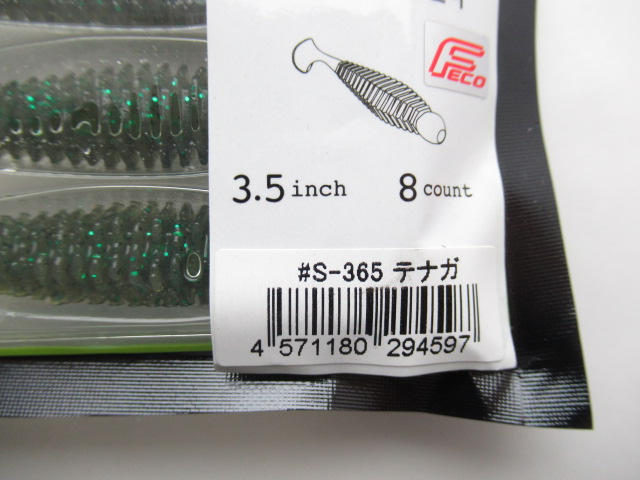 FECO
3.5 inch 8 count
#S-365 テナガ
4 571180 294597